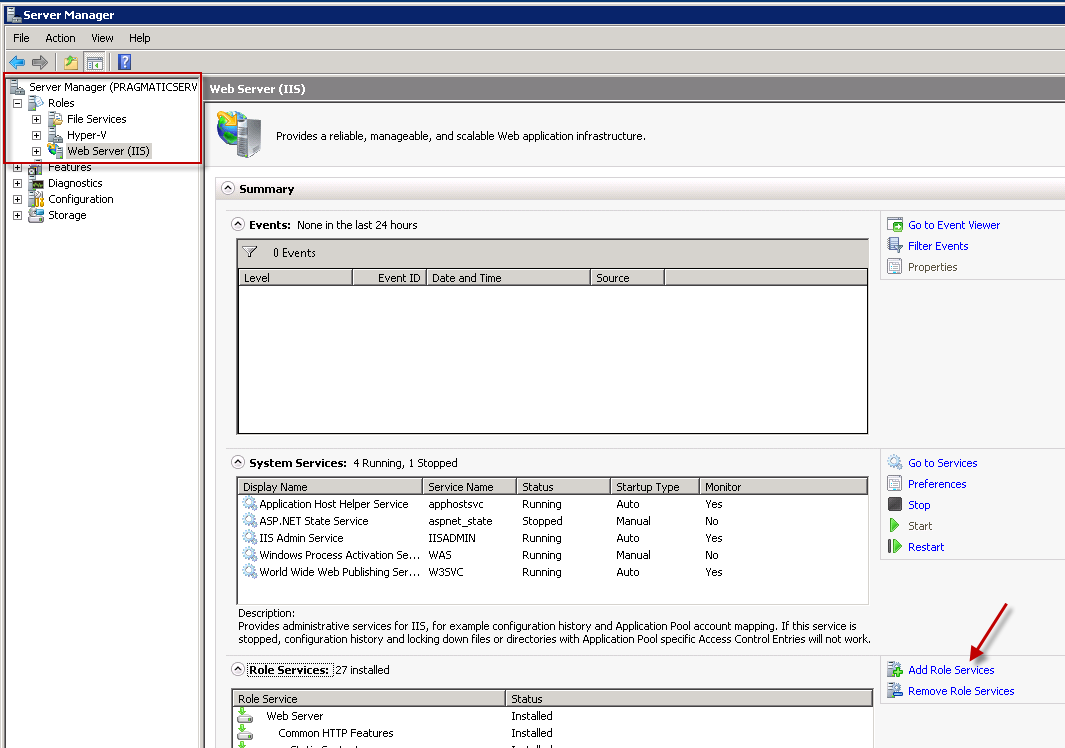 Server Manager
File Action View Help
Server Manager (PRAGMATICSERV
Roles
File Services
Hyper-V
Web Server (IIS)
Features
Diagnostics
Configuration
Storage
Web Server (IIS)
Provides a reliable, manageable, and scalable Web application infrastructure.
Summary
Events: None in the last 24 hours
0 Events
Level Event ID Date and Time Source
Go to Event Viewer
Filter Events
Properties
System Services: 4 Running, 1 Stopped
Display Name Service Name Status Startup Type Monitor
Application Host Helper Service apphostsvc Running Auto Yes
ASP.NET State Service aspnet_state Stopped Manual No
IIS Admin Service IISADMIN Running Auto Yes
Windows Process Activation Se... WAS Running Manual No
World Wide Web Publishing Ser... W3SVC Running Auto Yes
Description:
Provides administrative services for IIS, for example configuration history and Application Pool account mapping. If this service is
stopped, configuration history and locking down files or directories with Application Pool specific Access Control Entries will not work.
Go to Services
Preferences
Stop
Start
Restart
Role Services: 27 installed
Role Service Status
Web Server Installed
Common HTTP Features Installed
Add Role Services
Remove Role Services